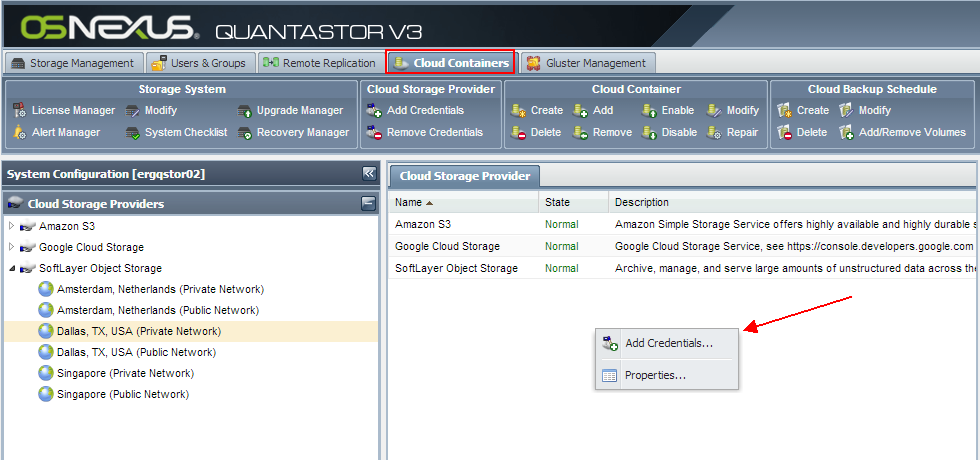 OSNEXUS. QUANTASTOR V3
Storage Management Users & Groups Remote Replication Cloud Containers Gluster Management
Storage System Cloud Storage Provider Cloud Container Cloud Backup Schedule
License Manager Modify Upgrade Manager Add Credentials Create Add Enable Modify Create Modify
Alert Manager System Checklist Recovery Manager Remove Credentials Delete Remove Disable Repair Delete Add/Remove Volumes
System Configuration [ergqstor02]
Cloud Storage Providers
Amazon S3
Google Cloud Storage
SoftLayer Object Storage
Amsterdam, Netherlands (Private Network)
Amsterdam, Netherlands (Public Network)
Dallas, TX, USA (Private Network)
Dallas, TX, USA (Public Network)
Singapore (Private Network)
Singapore (Public Network)
Cloud Storage Provider
Name State Description
Amazon S3 Normal Amazon Simple Storage Service offers highly available and highly durable s
Google Cloud Storage Normal Google Cloud Storage Service, see https://console.developers.google.com
SoftLayer Object Storage Normal Archive, manage, and serve large amounts of unstructured data across the
Add Credentials...
Properties...